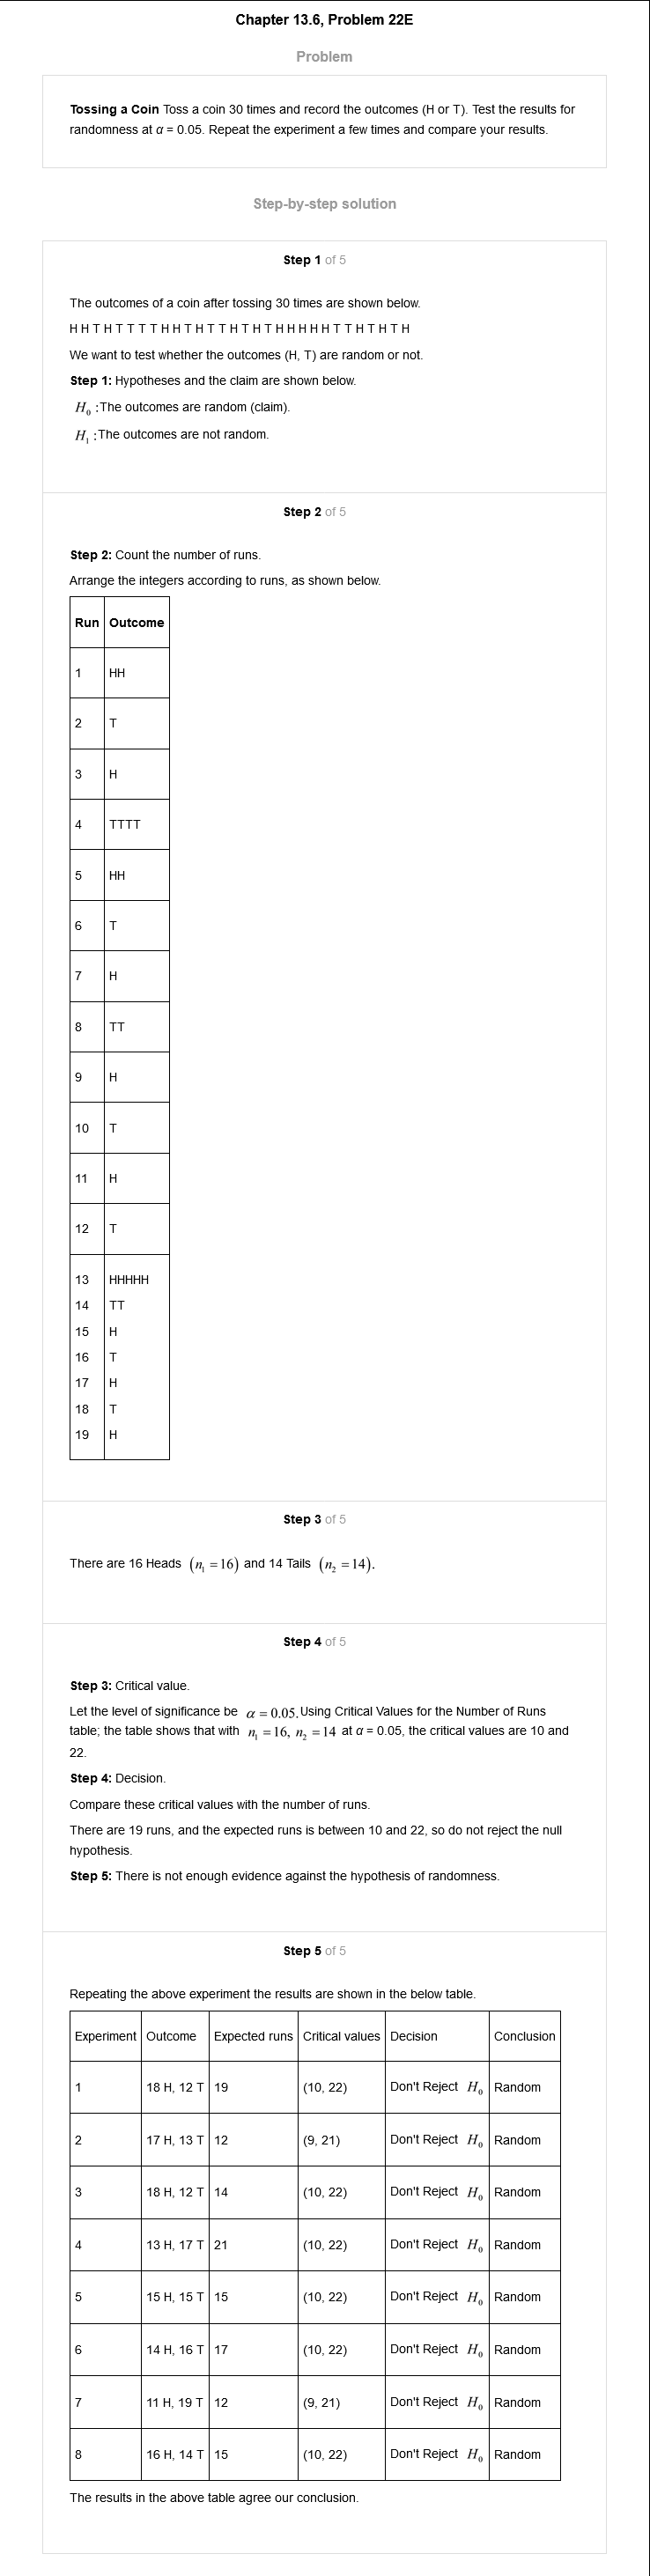 Chapter 13.6, Problem 22E
Problem
Tossing a Coin Toss a coin 30 times and record the outcomes (H or T). Test the results for
randomness at α = 0.05. Repeat the experiment a few times and compare your results.
Step-by-step solution
Step 1 of 5
The outcomes of a coin after tossing 30 times are shown below.
H H T H T T T T H H T H T T H T H T H H H H H T T H T H T H
We want to test whether the outcomes (H, T) are random or not.
Step 1: Hypotheses and the claim are shown below.
H₀ :The outcomes are random (claim).
H₁ :The outcomes are not random.
Step 2 of 5
Step 2: Count the number of runs.
Arrange the integers according to runs, as shown below.
Run Outcome
1 HH
2 T
3 H
4 TTTT
5 HH
6 T
7 H
8 TT
9 H
10 T
11 H
12 T
13 HHHHH
14 TT
15 H
16 T
17 H
18 T
19 H
Step 3 of 5
There are 16 Heads (n₁ = 16) and 14 Tails (n₂ = 14).
Step 4 of 5
Step 3: Critical value.
Let the level of significance be α = 0.05. Using Critical Values for the Number of Runs
table; the table shows that with n₁ = 16, n₂ = 14 at α = 0.05, the critical values are 10 and
22.
Step 4: Decision.
Compare these critical values with the number of runs.
There are 19 runs, and the expected runs is between 10 and 22, so do not reject the null
hypothesis.
Step 5: There is not enough evidence against the hypothesis of randomness.
Step 5 of 5
Repeating the above experiment the results are shown in the below table.
Experiment Outcome Expected runs Critical values Decision Conclusion
1 18 H, 12 T 19 (10, 22) Don't Reject H₀ Random
2 17 H, 13 T 12 (9, 21) Don't Reject H₀ Random
3 18 H, 12 T 14 (10, 22) Don't Reject H₀ Random
4 13 H, 17 T 21 (10, 22) Don't Reject H₀ Random
5 15 H, 15 T 15 (10, 22) Don't Reject H₀ Random
6 14 H, 16 T 17 (10, 22) Don't Reject H₀ Random
7 11 H, 19 T 12 (9, 21) Don't Reject H₀ Random
8 16 H, 14 T 15 (10, 22) Don't Reject H₀ Random
The results in the above table agree our conclusion.